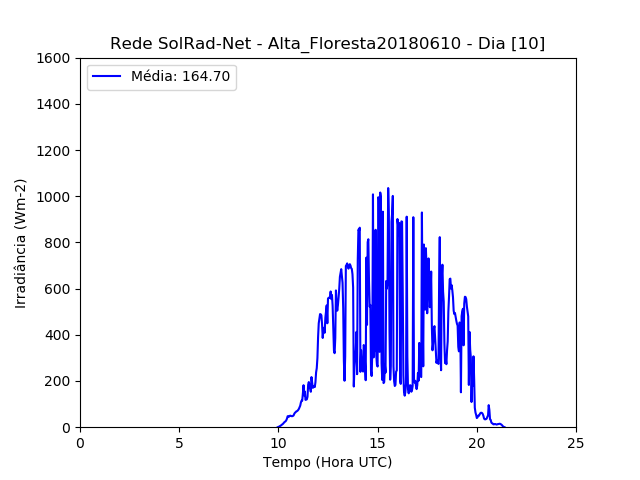 Rede SolRad-Net - Alta_Floresta20180610 - Dia [10]
Média: 164.70
1600
1400
1200
1000
800
600
400
200
0
Irradiância (Wm-2)
0 5 10 15 20 25
Tempo (Hora UTC)